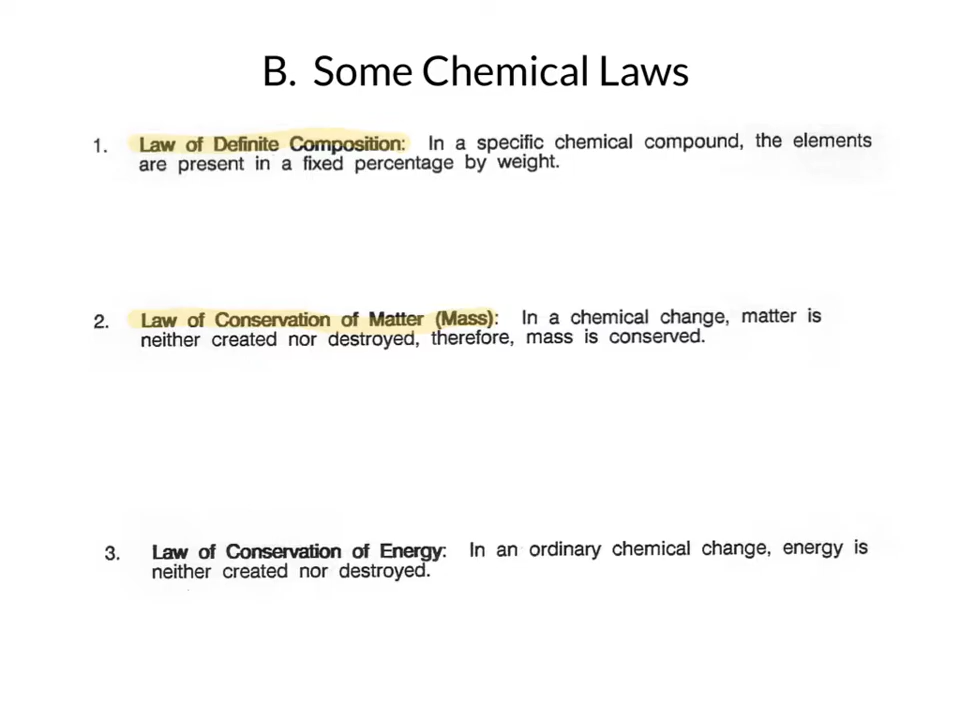 B. Some Chemical Laws
1. Law of Definite Composition: In a specific chemical compound, the elements
are present in a fixed percentage by weight.
2. Law of Conservation of Matter (Mass): In a chemical change, matter is
neither created nor destroyed, therefore, mass is conserved.
3. Law of Conservation of Energy: In an ordinary chemical change, energy is
neither created nor destroyed.